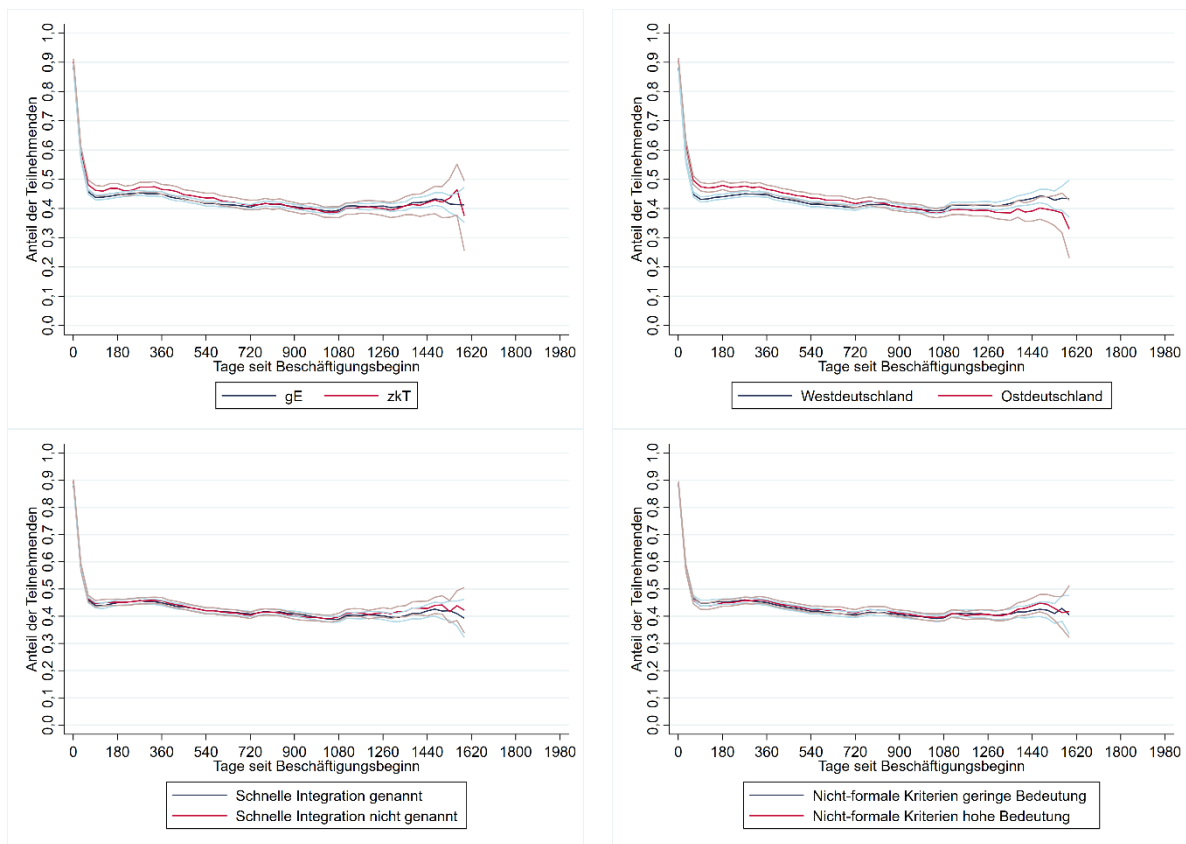 Anteil der Teilnehmenden
0,0 0,1 0,2 0,3 0,4 0,5 0,6 0,7 0,8 0,9 1,0
0 180 360 540 720 900 1080 1260 1440 1620 1980
Tage seit Beschäftigungsbeginn
gE zkT
Anteil der Teilnehmenden
0,0 0,1 0,2 0,3 0,4 0,5 0,6 0,7 0,8 0,9 1,0
0 180 360 540 720 900 1080 1260 1440 1620 1980
Tage seit Beschäftigungsbeginn
Westdeutschland Ostdeutschland
Anteil der Teilnehmenden
0,0 0,1 0,2 0,3 0,4 0,5 0,6 0,7 0,8 0,9 1,0
0 180 360 540 720 900 1080 1260 1440 1620 1980
Tage seit Beschäftigungsbeginn
Schnelle Integration genannt
Schnelle Integration nicht genannt
Anteil der Teilnehmenden
0,0 0,1 0,2 0,3 0,4 0,5 0,6 0,7 0,8 0,9 1,0
0 180 360 540 720 900 1080 1260 1440 1620 1980
Tage seit Beschäftigungsbeginn
Nicht-formale Kriterien geringe Bedeutung
Nicht-formale Kriterien hohe Bedeutung